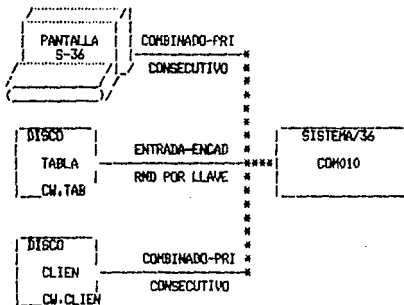 PANTALLA COMBINADO-PRI
S-36
CONSECUTIVO
DISCO ENTRADA-ENCAD SISTEMA/36
TABLA COM010
CW.TAB RND POR LLAVE
DISCO
CLIEN COMBINADO-PRI
CW.CLIEN CONSECUTIVO